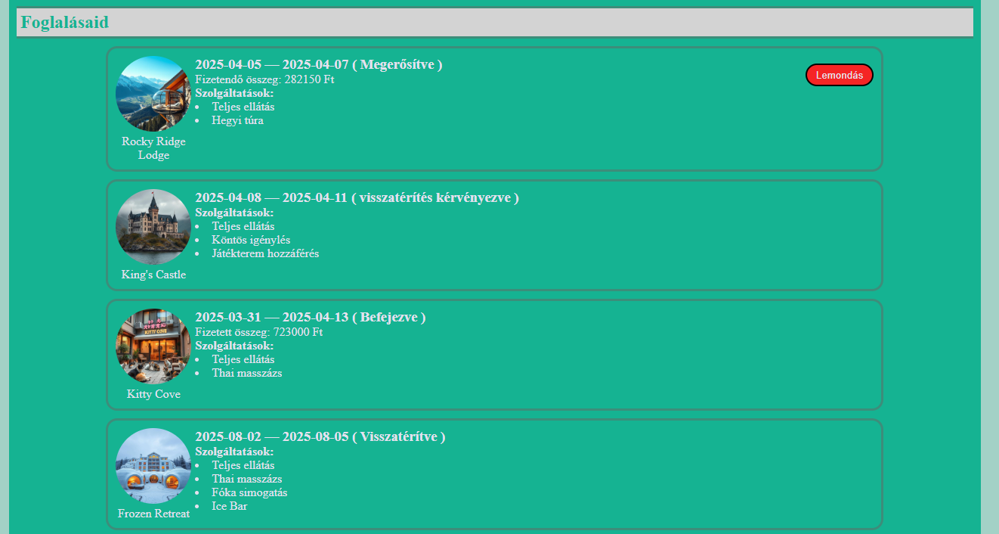 Foglalásaid
2025-04-05 — 2025-04-07 ( Megerősítve )
Fizetendő összeg: 282150 Ft
Szolgáltatások:
Teljes ellátás
Hegyi túra
Rocky Ridge
Lodge
Lemondás
2025-04-08 — 2025-04-11 ( visszatérítés kérvényezve )
Szolgáltatások:
Teljes ellátás
Köntös igénylés
Játékterem hozzáférés
King's Castle
2025-03-31 — 2025-04-13 ( Befejezve )
Fizetett összeg: 723000 Ft
Szolgáltatások:
Teljes ellátás
Thai masszázs
KITTY COVE
Kitty Cove
2025-08-02 — 2025-08-05 ( Visszatérítve )
Szolgáltatások:
Teljes ellátás
Thai masszázs
Fóka simogatás
Ice Bar
Frozen Retreat